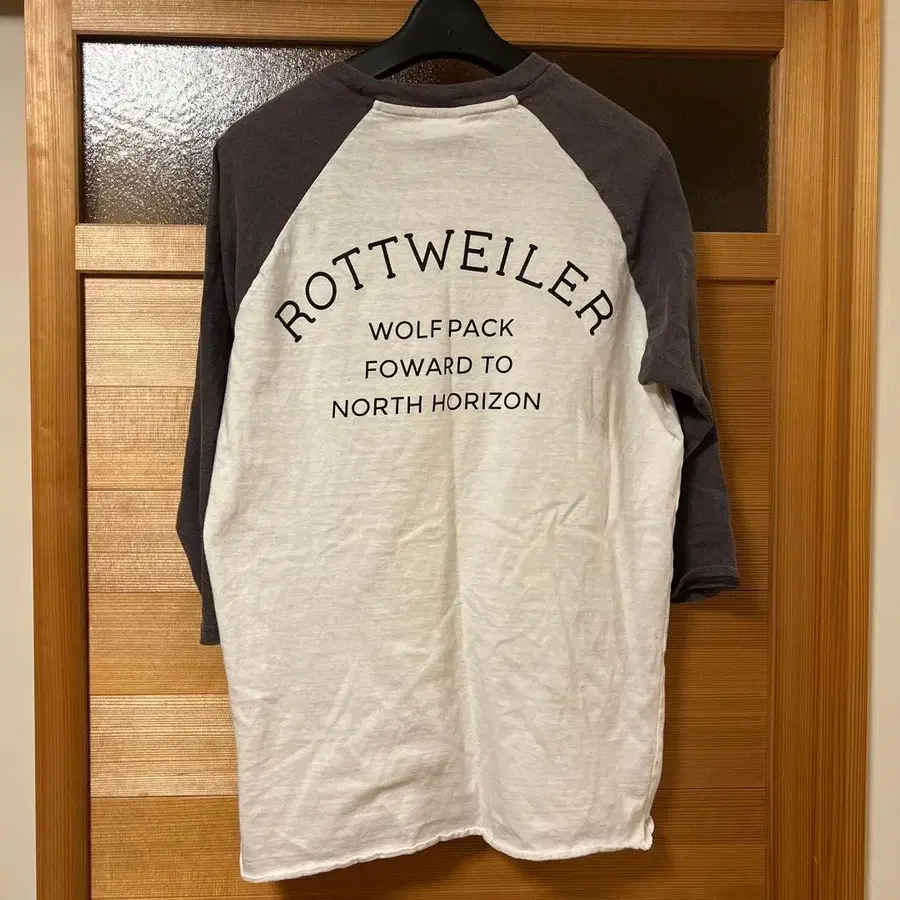 ROTTWEILER
WOLF PACK
FOWARD TO
NORTH HORIZON